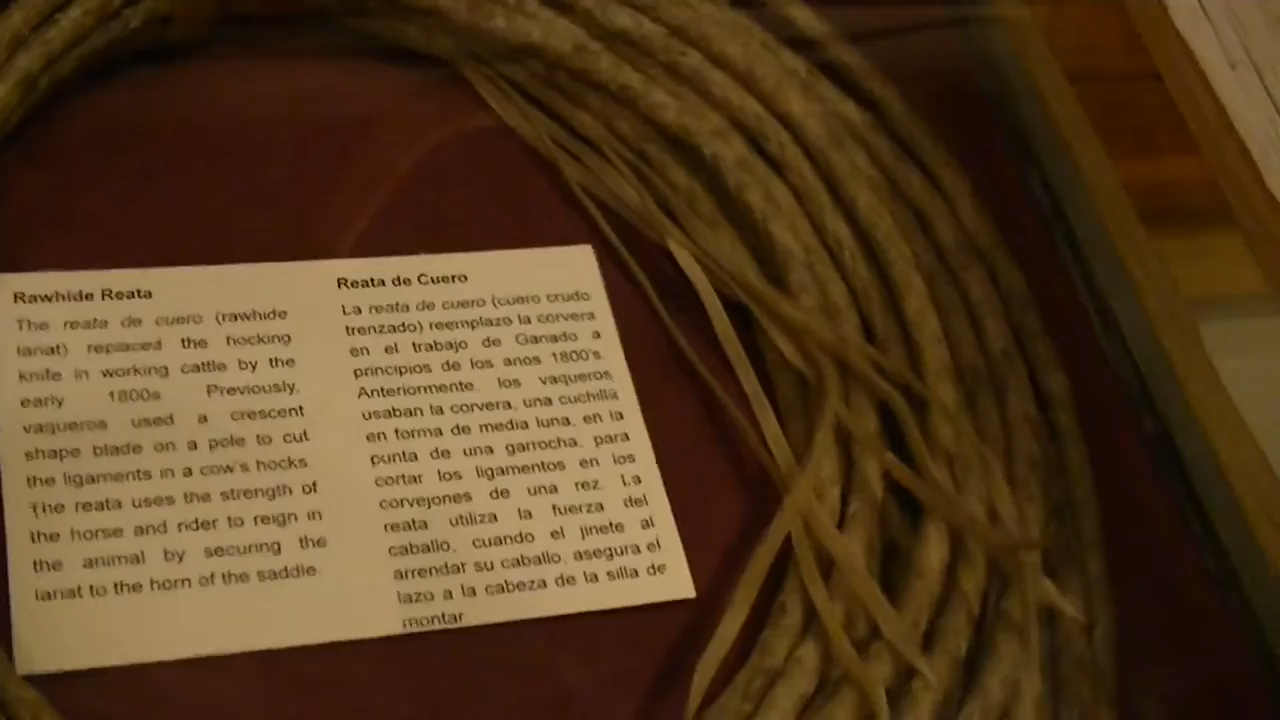 Rawhide Reata
The reata de cuero (rawhide
lariat) replaced the hocking
knife in working cattle by the
early 1800s Previously,
vaqueros used a crescent
shape blade on a pole to cut
the ligaments in a cow's hocks
The reata uses the strength of
the horse and rider to reign in
the animal by securing the
lariat to the horn of the saddle.
Reata de Cuero
La reata de cuero (cuero crudo
trenzado) reemplazo la corvera
en el trabajo de Ganado a
principios de los anos 1800's.
Anteriormente, los vaqueros
usaban la corvera, una cuchilla
en forma de media luna, en la
punta de una garrocha, para
cortar los ligamentos en los
corvejones de una rez. La
reata utiliza la fuerza del
caballo, cuando el jinete al
arrendar su caballo, asegura el
lazo a la cabeza de la silla de
montar